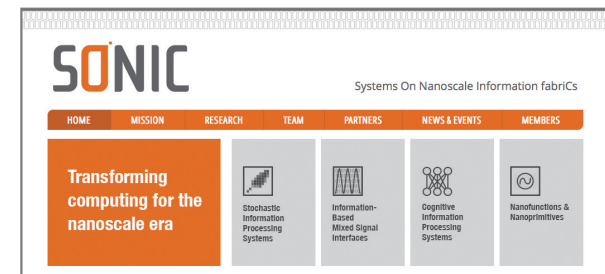 SONIC
Systems On Nanoscale Information fabriCs
HOME MISSION RESEARCH TEAM PARTNERS NEWS & EVENTS MEMBERS
Transforming
computing for the
nanoscale era
Stochastic
Information
Processing
Systems
Information-
Based
Mixed Signal
Interfaces
Cognitive
Information
Processing
Systems
Nanofunctions &
Nanoprimitives